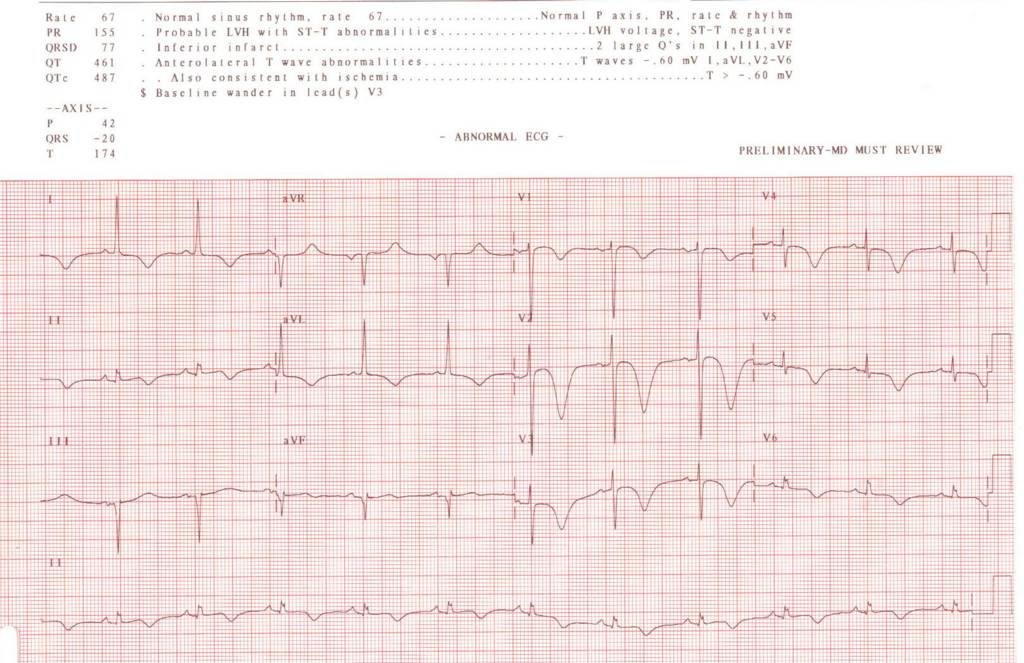 Rate 67 . Normal sinus rhythm, rate 67.....................Normal P axis, PR, rate & rhythm
PR 155 . Probable LVH with ST-T abnormalities....................LVH voltage, ST-T negative
QRSD 77 . Inferior infarct...........................................2 large Q's in II,III,aVF
QT 461 . Anterolateral T wave abnormalities.....................T waves -.60 mV I,aVL,V2-V6
QTc 487 . . Also consistent with ischemia.........................................T > -.60 mV
$ Baseline wander in lead(s) V3
--AXIS--
P 42
QRS -20
T 174
- ABNORMAL ECG -
PRELIMINARY-MD MUST REVIEW
I aVR V1 V4
II aVL V2 V5
III aVF V3 V6
II